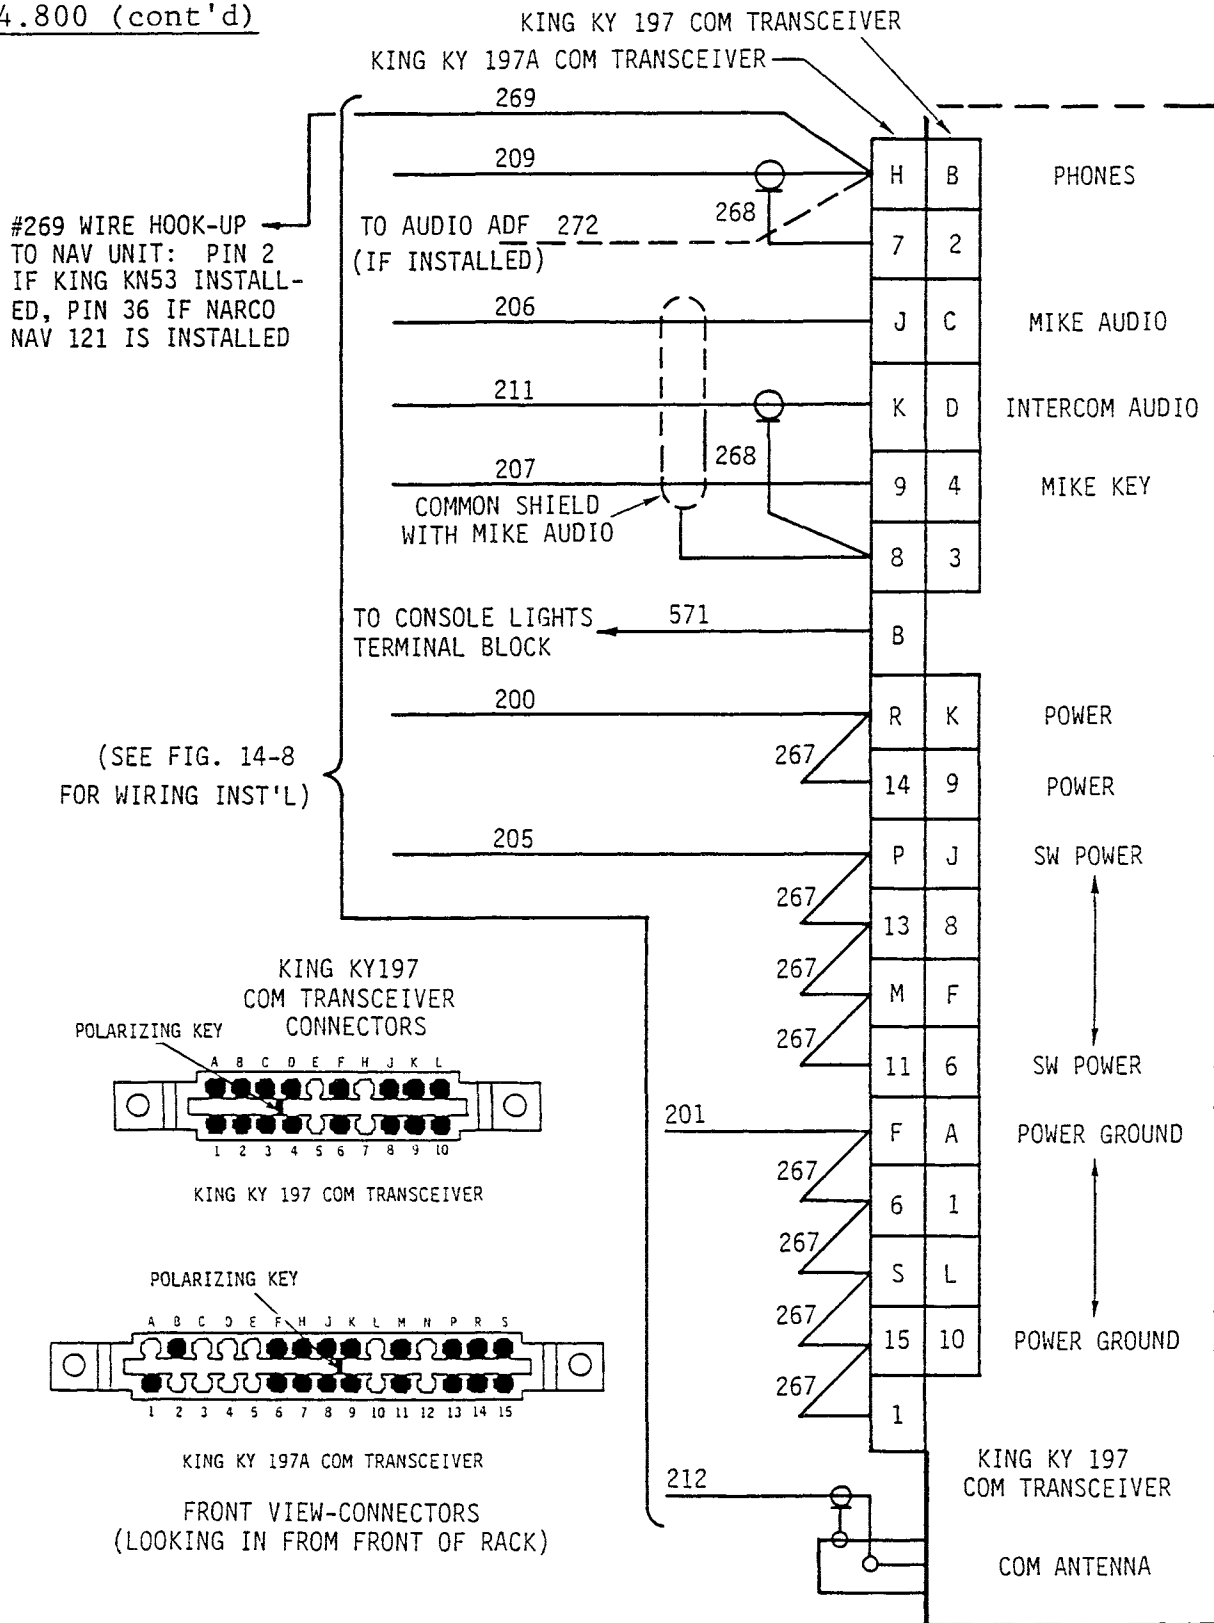 4.800 (cont'd)
KING KY 197 COM TRANSCEIVER
KING KY 197A COM TRANSCEIVER
269
209
H B PHONES
#269 WIRE HOOK-UP
TO NAV UNIT: PIN 2
IF KING KN53 INSTALL-
ED, PIN 36 IF NARCO
NAV 121 IS INSTALLED
TO AUDIO ADF 272
(IF INSTALLED)
268
7 2
206
J C MIKE AUDIO
211
K D INTERCOM AUDIO
268
207
9 4 MIKE KEY
COMMON SHIELD
WITH MIKE AUDIO
8 3
TO CONSOLE LIGHTS
TERMINAL BLOCK
571
B
200
R K POWER
(SEE FIG. 14-8
FOR WIRING INST'L)
267
14 9 POWER
205
P J SW POWER
267
13 8
267
M F
267
11 6 SW POWER
201
F A POWER GROUND
267
6 1
267
S L
267
15 10 POWER GROUND
267
1
KING KY197
COM TRANSCEIVER
CONNECTORS
POLARIZING KEY
A B C D E F H J K L
1 2 3 4 5 6 7 8 9 10
KING KY 197 COM TRANSCEIVER
POLARIZING KEY
A B C D E F H J K L M N P R S
1 2 3 4 5 6 7 8 9 10 11 12 13 14 15
KING KY 197A COM TRANSCEIVER
FRONT VIEW-CONNECTORS
(LOOKING IN FROM FRONT OF RACK)
212
KING KY 197
COM TRANSCEIVER
COM ANTENNA